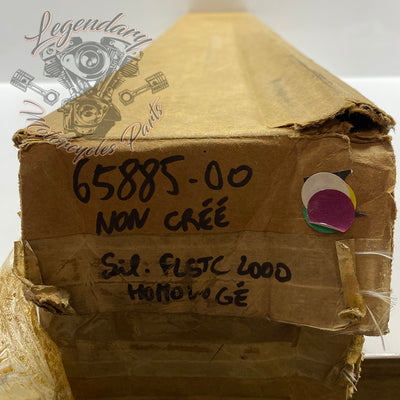 Legendary
Motorcycles Parts
65885-00
NON CRÉÉ
Sil. FLSTC 2000
HOMOLOGÉ